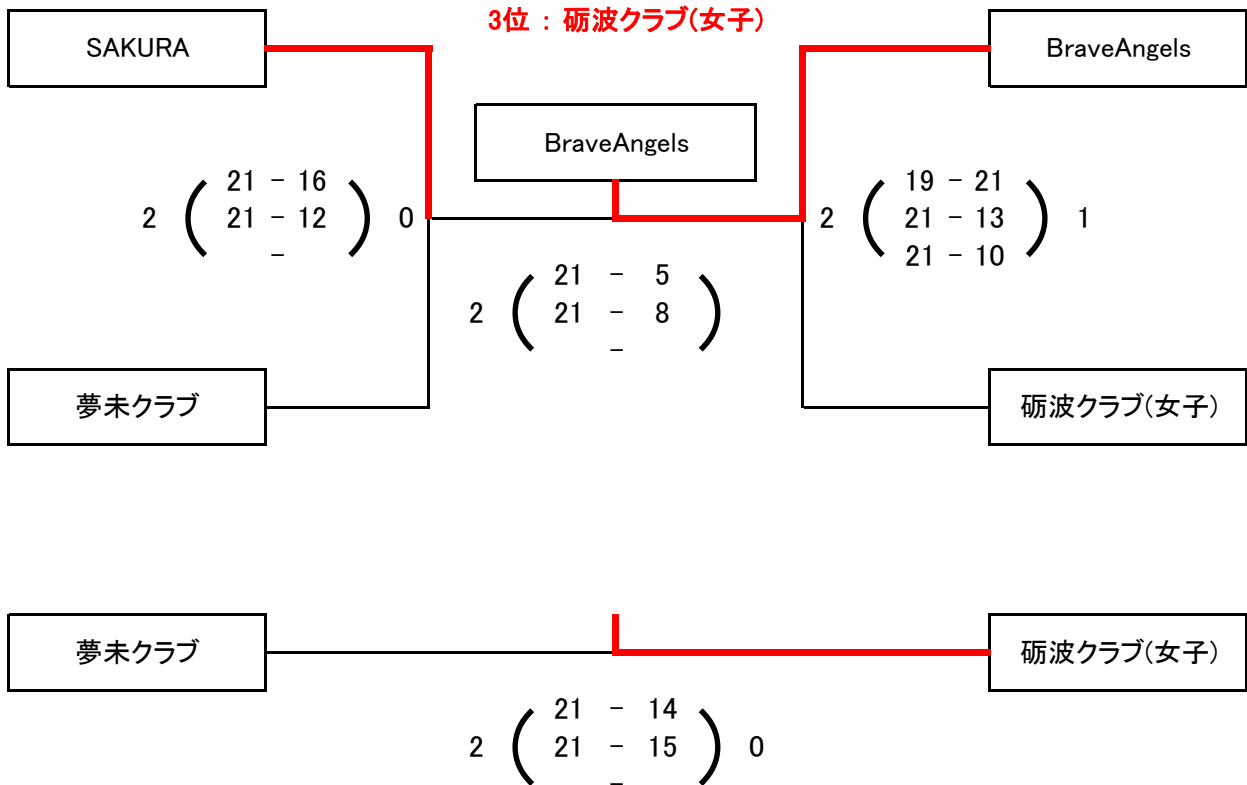 3位 : 砺波クラブ(女子)
SAKURA
BraveAngels
BraveAngels
21 - 16
2 ( 21 - 12 ) 0
-
19 - 21
2 ( 21 - 13 ) 1
21 - 10
21 - 5
2 ( 21 - 8 )
-
夢未クラブ
砺波クラブ(女子)
夢未クラブ
砺波クラブ(女子)
21 - 14
2 ( 21 - 15 ) 0
-